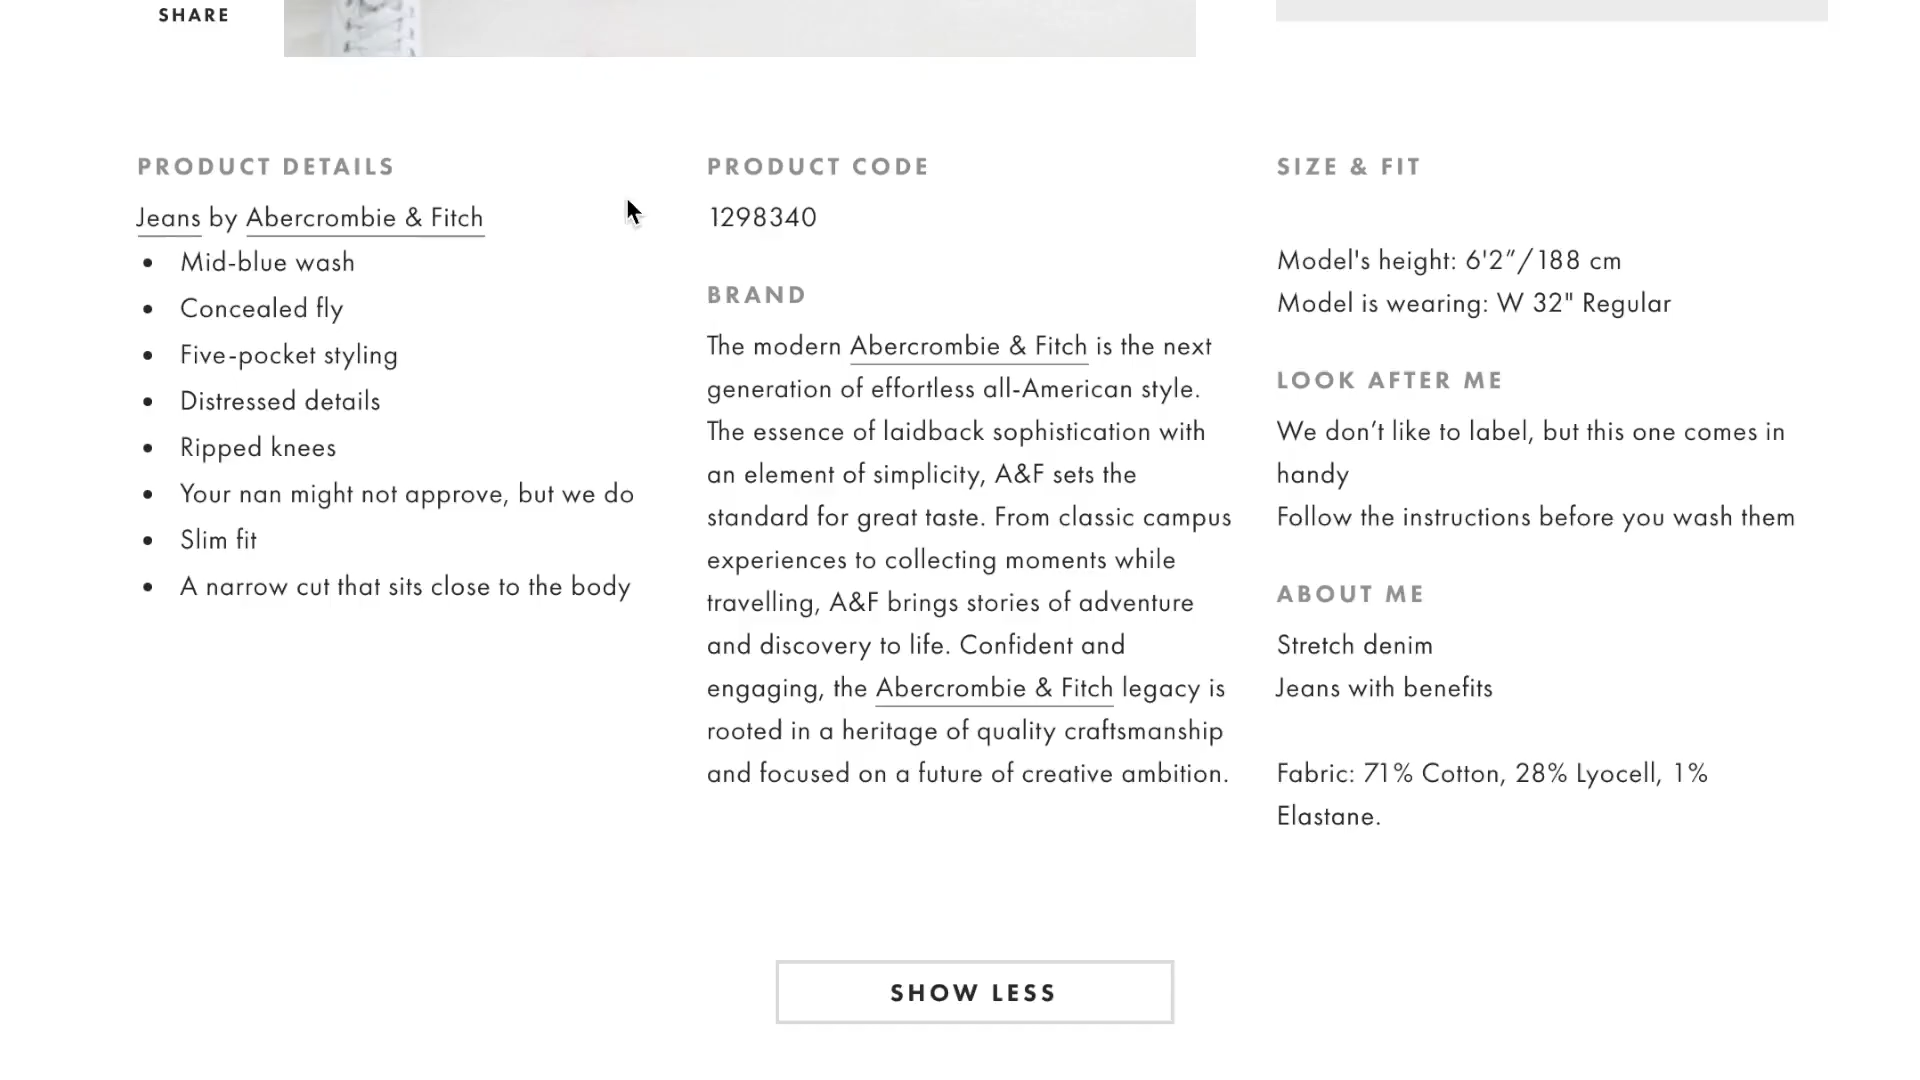 SHARE
PRODUCT DETAILS
Jeans by Abercrombie & Fitch
Mid-blue wash
Concealed fly
Five-pocket styling
Distressed details
Ripped knees
Your nan might not approve, but we do
Slim fit
A narrow cut that sits close to the body
PRODUCT CODE
1298340
BRAND
The modern Abercrombie & Fitch is the next
generation of effortless all-American style.
The essence of laidback sophistication with
an element of simplicity, A&F sets the
standard for great taste. From classic campus
experiences to collecting moments while
travelling, A&F brings stories of adventure
and discovery to life. Confident and
engaging, the Abercrombie & Fitch legacy is
rooted in a heritage of quality craftsmanship
and focused on a future of creative ambition.
SIZE & FIT
Model's height: 6'2”/188 cm
Model is wearing: W 32" Regular
LOOK AFTER ME
We don’t like to label, but this one comes in
handy
Follow the instructions before you wash them
ABOUT ME
Stretch denim
Jeans with benefits
Fabric: 71% Cotton, 28% Lyocell, 1%
Elastane.
SHOW LESS